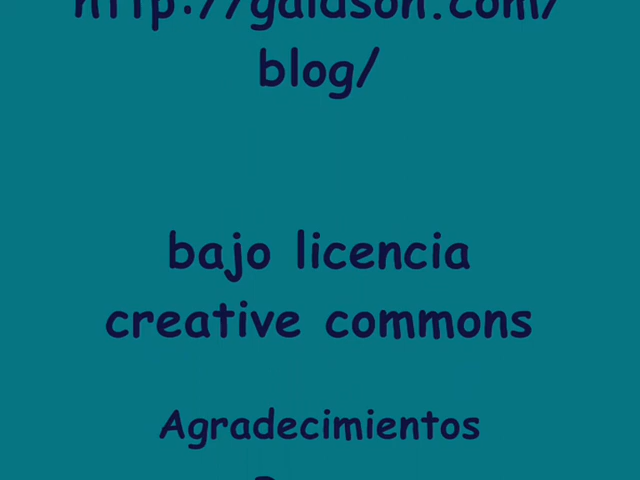 blog/
bajo licencia
creative commons
Agradecimientos